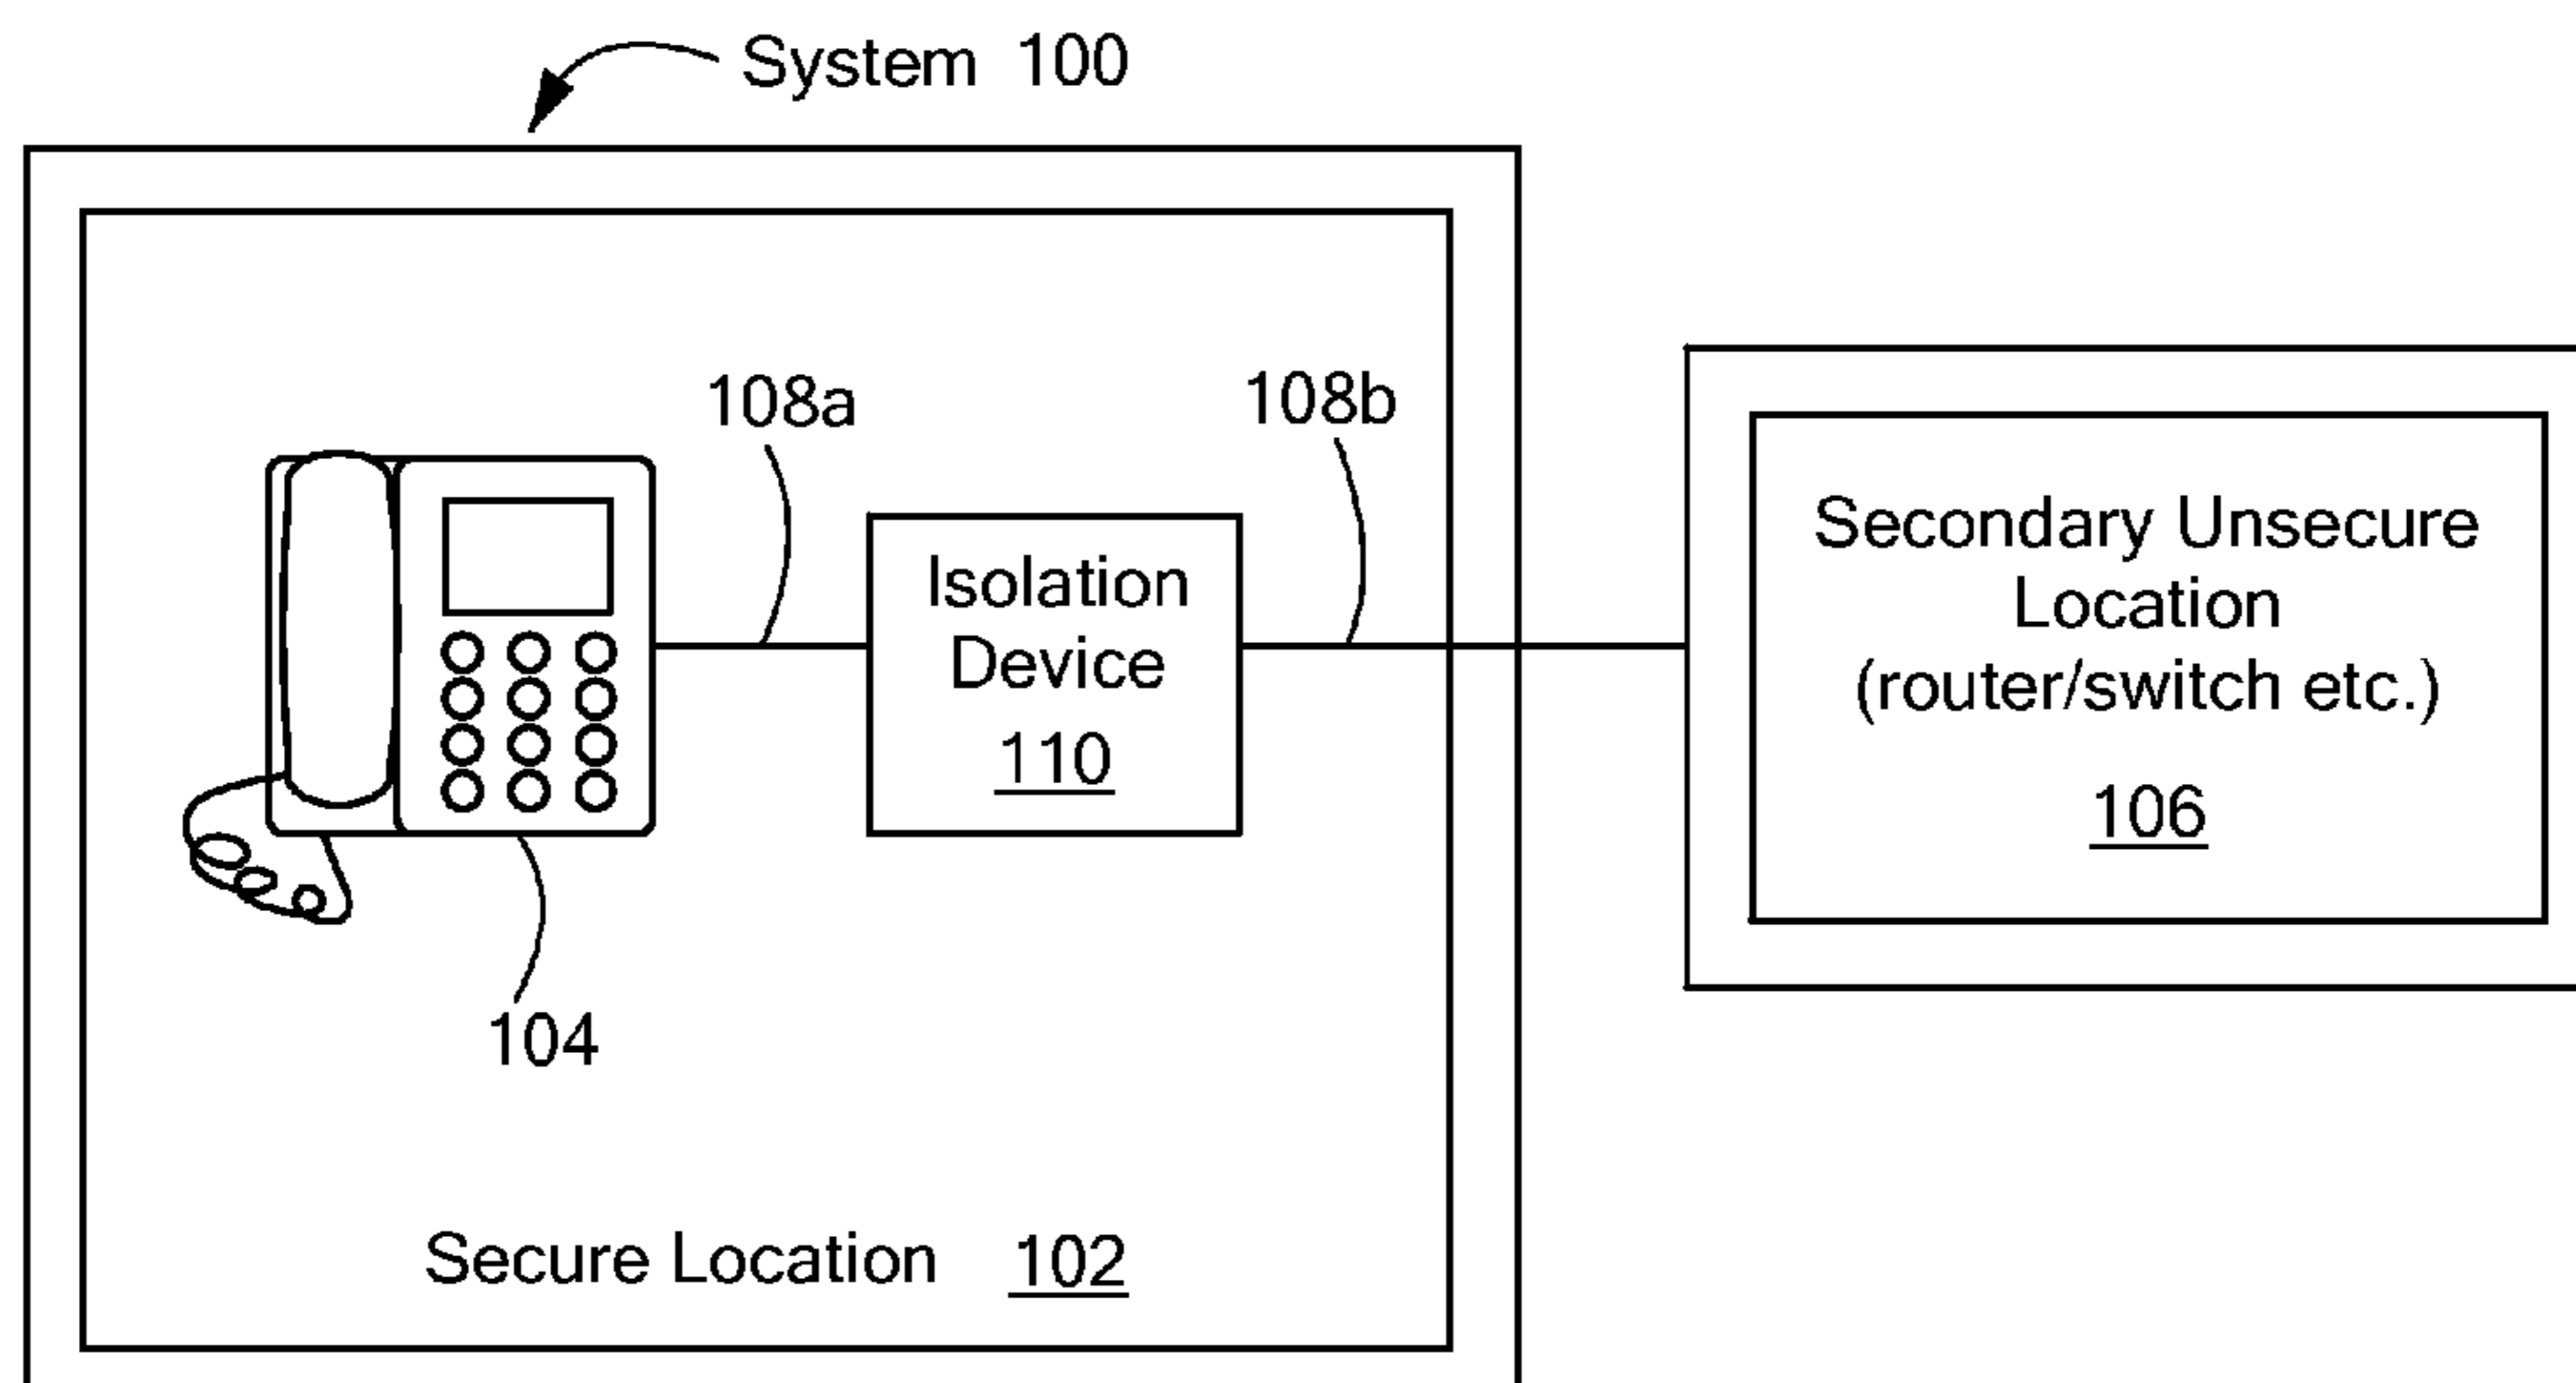 System 100
108a
108b
Isolation
Device
110
Secondary Unsecure
Location
(router/switch etc.)
106
104
Secure Location 102